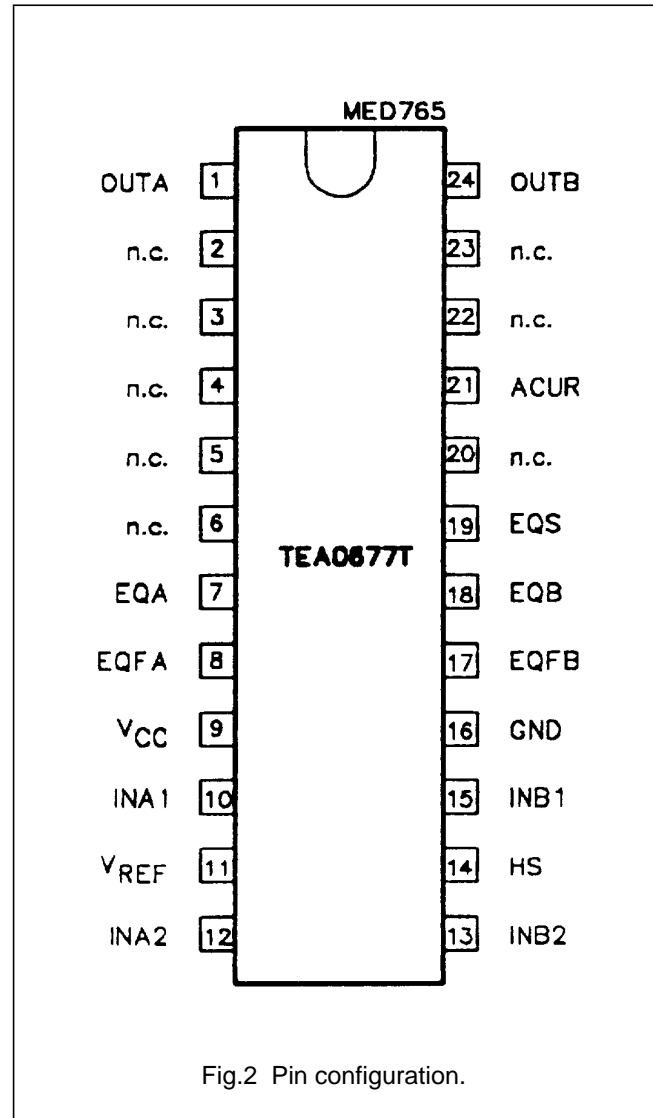 MED765
OUTA 1 24 OUTB
n.c. 2 23 n.c.
n.c. 3 22 n.c.
n.c. 4 21 ACUR
n.c. 5 20 n.c.
n.c. 6 19 EQS
TEA0677T
EQA 7 18 EQB
EQFA 8 17 EQFB
VCC 9 16 GND
INA1 10 15 INB1
VREF 11 14 HS
INA2 12 13 INB2
Fig.2 Pin configuration.